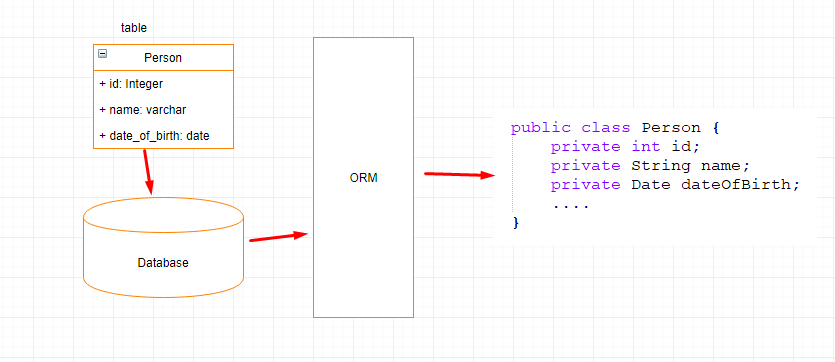 table
Person
+ id: Integer
+ name: varchar
+ date_of_birth: date
Database
ORM
public class Person {
    private int id;
    private String name;
    private Date dateOfBirth;
    ....
}